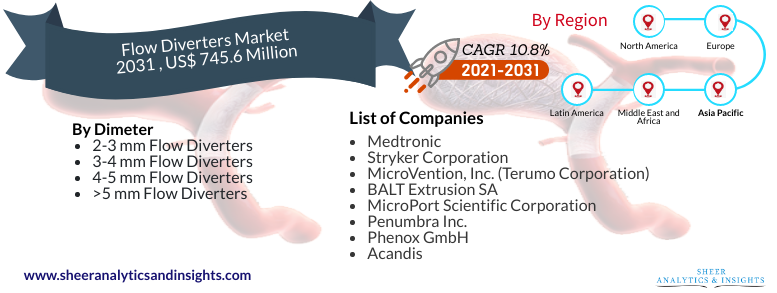 Flow Diverters Market
2031 , US$ 745.6 Million
CAGR 10.8%
2021-2031
By Region
North America
Europe
Latin America
Middle East and
Africa
Asia Pacific
By Dimeter
• 2-3 mm Flow Diverters
• 3-4 mm Flow Diverters
• 4-5 mm Flow Diverters
• >5 mm Flow Diverters
List of Companies
• Medtronic
• Stryker Corporation
• MicroVention, Inc. (Terumo Corporation)
• BALT Extrusion SA
• MicroPort Scientific Corporation
• Penumbra Inc.
• Phenox GmbH
• Acandis
www.sheeranalyticsandinsights.com
SHEER
ANALYTICS & INSIGHTS